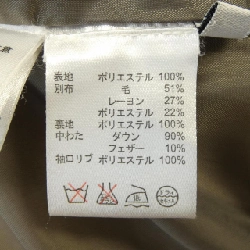 表地 ポリエステル 100%
別布 毛 51%
レーヨン 27%
ポリエステル 22%
裏地 ポリエステル 100%
中わた ダウン 90%
フェザー 10%
袖口リブ ポリエステル 100%